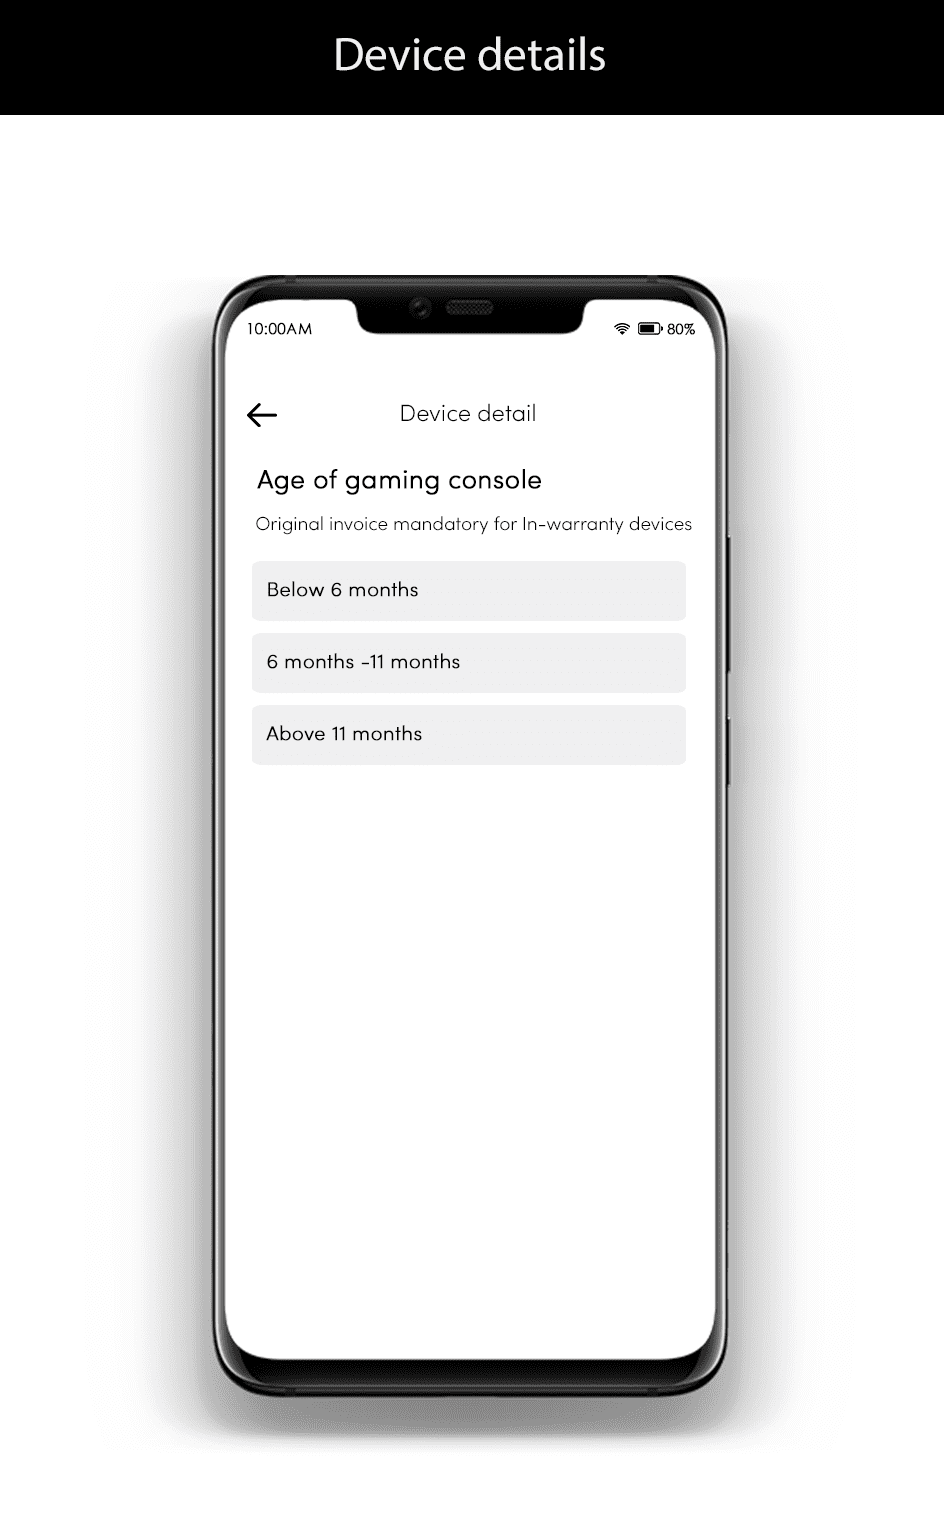 Device details
10:00AM
80%
Device detail
Age of gaming console
Original invoice mandatory for In-warranty devices
Below 6 months
6 months -11 months
Above 11 months